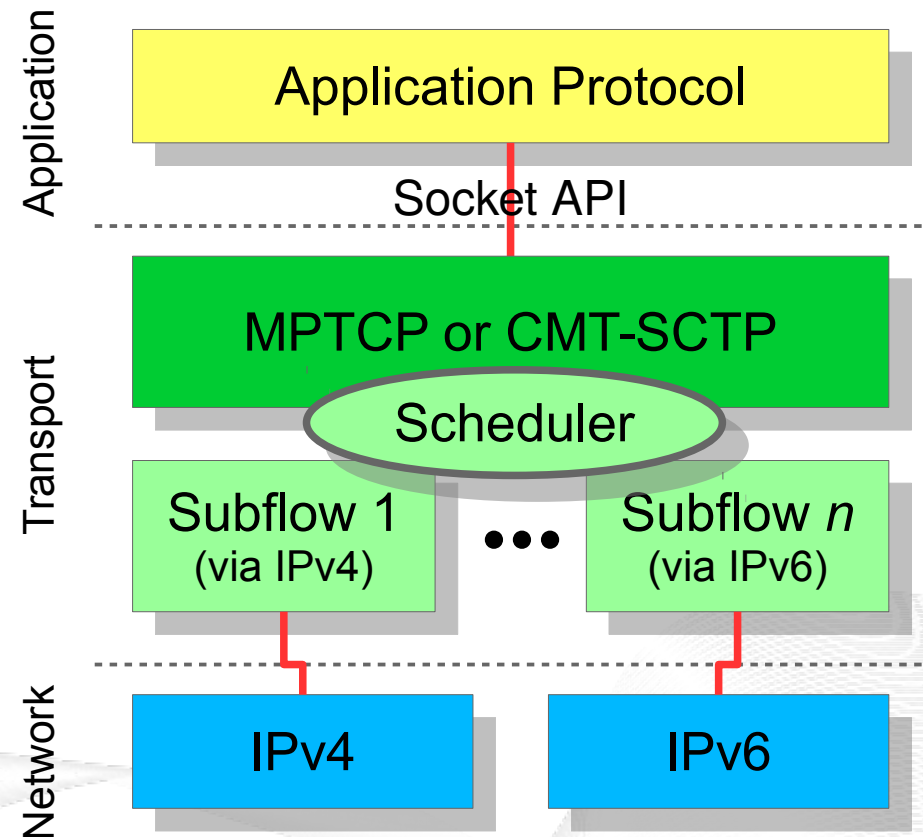 Application
Application Protocol
Socket API
Transport
MPTCP or CMT-SCTP
Scheduler
Subflow 1
(via IPv4)
•••
Subflow n
(via IPv6)
Network
IPv4
IPv6